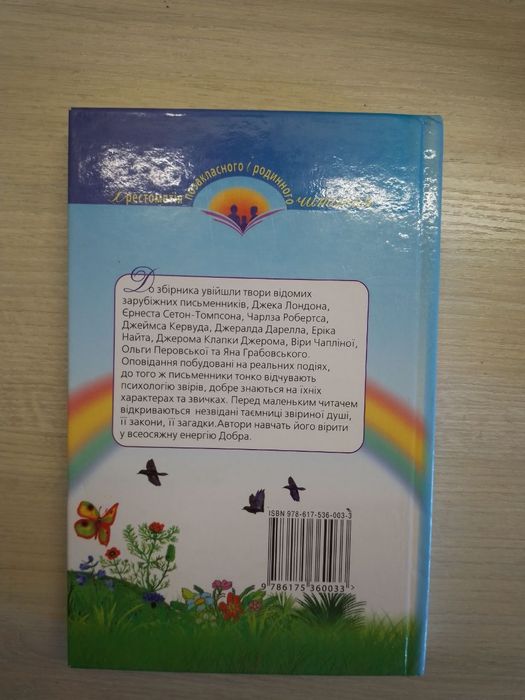 Хрестоматія позакласного і родинного читання
До збірника увійшли твори відомих
зарубіжних письменників, Джека Лондона,
Єрнеста Сетон-Томпсона, Чарлза Робертса,
Джеймса Кервуда, Джералда Дарелла, Еріка
Найта, Джерома Клапки Джерома, Віри Чапліної,
Ольги Перовської та Яна Грабовського.
Оповідання побудовані на реальних подіях,
до того ж письменники тонко відчувають
психологію звірів, добре знаються на їхніх
характерах та звичках. Перед маленьким читачем
відкриваються незвідані таємниці звіриної душі,
її закони, її загадки.Автори навчать його вірити
у всеосяжну енергію Добра.
ISBN 978-617-536-003-3
9 786175 360033 >